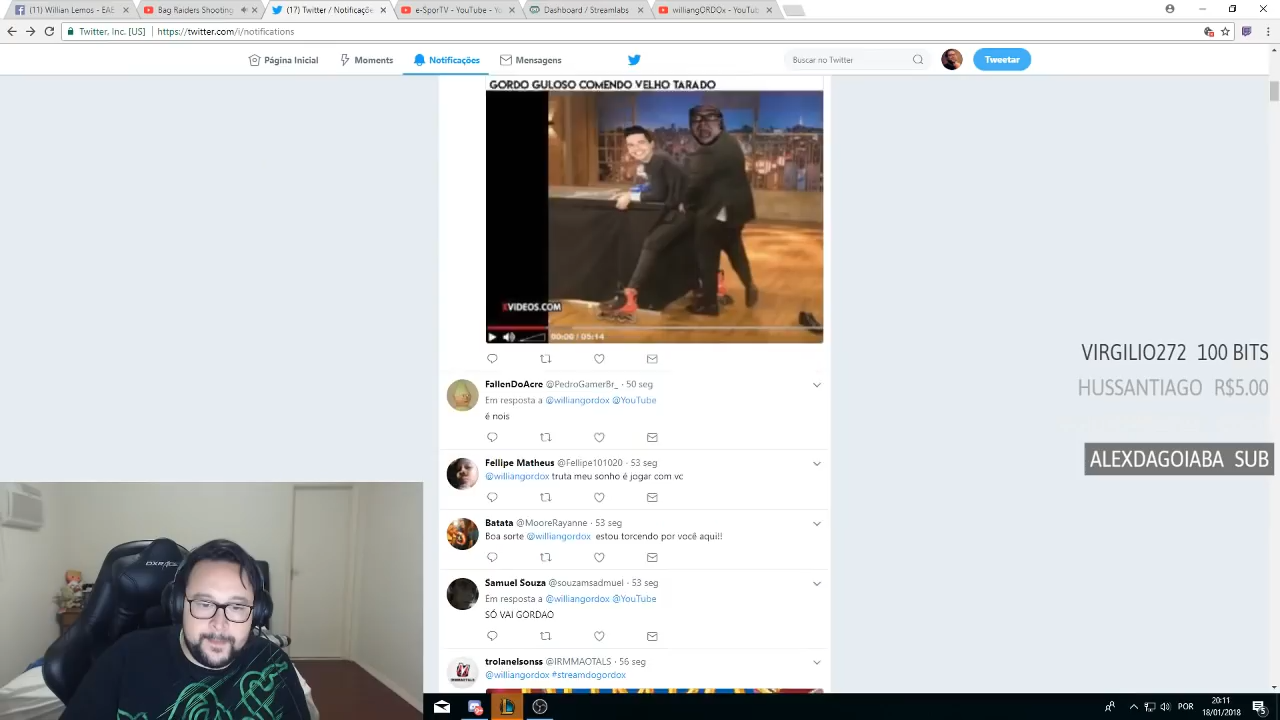 Willian Lemos - EAE
Bag Raiders Shooting
(17) Twitter / Notificaçõe
e-SporTV - YouTube - Yo
Dashboard / Streamlabs
williangORDOx - YouTub
Twitter, Inc. [US] https://twitter.com/i/notifications
Página Inicial Moments Notificações Mensagens Buscar no Twitter Tweetar
GORDO GULOSO COMENDO VELHO TARADO
XVIDEOS.COM
00:00 / 05:14
FallenDoAcre @PedroGamerBr_ · 50 seg
Em resposta a @williangordox @YouTube
é nois
Fellipe Matheus @Fellipe101020 · 53 seg
@williangordox truta meu sonho é jogar com vc
Batata @MooreRayanne · 53 seg
Boa sorte @williangordox estou torcendo por você aqui!!
Samuel Souza @souzamsadmuel · 53 seg
Em resposta a @williangordox @YouTube
SÓ VAI GORDAO
trolanelsonss @IRMMAOTALS · 56 seg
@williangordox #streamdogordox
VIRGILIO272 100 BITS
HUSSANTIAGO R$5.00
ALEXDAGOIABA SUB
DXRACER
POR
20:11
18/01/2018